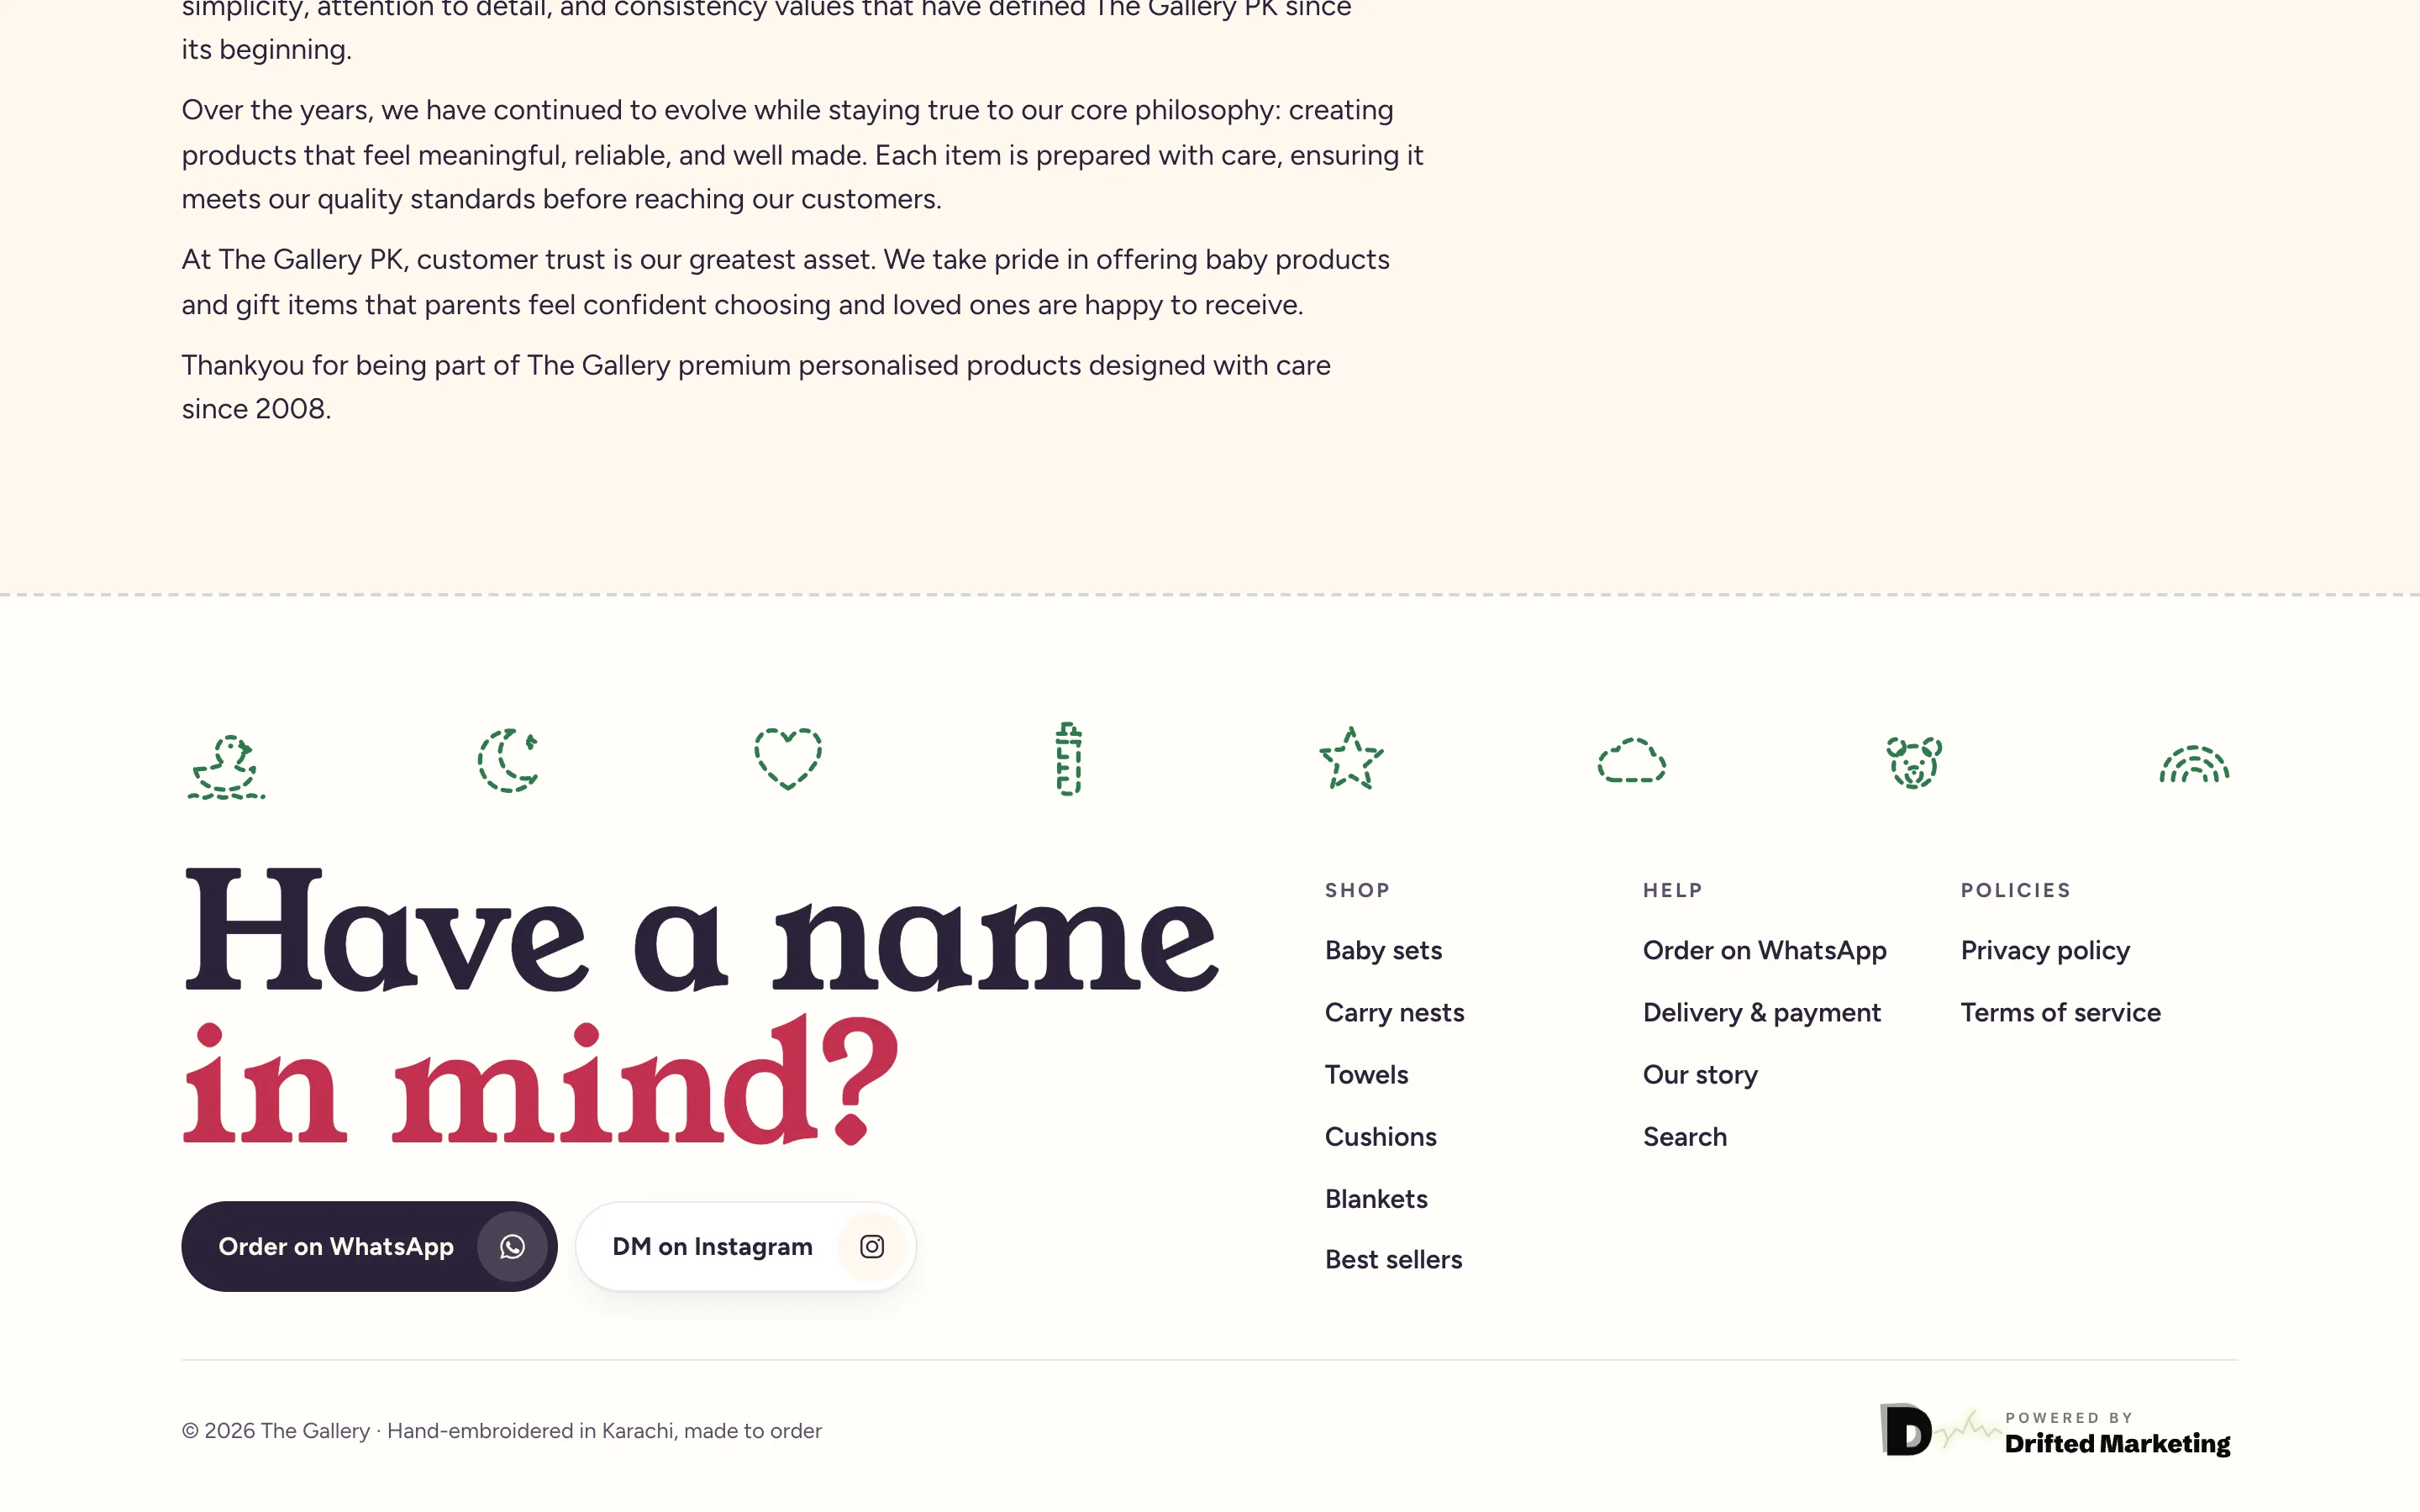 simplicity, attention to detail, and consistency values that have defined The Gallery PK since
its beginning.
Over the years, we have continued to evolve while staying true to our core philosophy: creating
products that feel meaningful, reliable, and well made. Each item is prepared with care, ensuring it
meets our quality standards before reaching our customers.
At The Gallery PK, customer trust is our greatest asset. We take pride in offering baby products
and gift items that parents feel confident choosing and loved ones are happy to receive.
Thankyou for being part of The Gallery premium personalised products designed with care
since 2008.
Have a name
in mind?
Order on WhatsApp
DM on Instagram
SHOP
Baby sets
Carry nests
Towels
Cushions
Blankets
Best sellers
HELP
Order on WhatsApp
Delivery & payment
Our story
Search
POLICIES
Privacy policy
Terms of service
© 2026 The Gallery · Hand-embroidered in Karachi, made to order
D
POWERED BY
Drifted Marketing